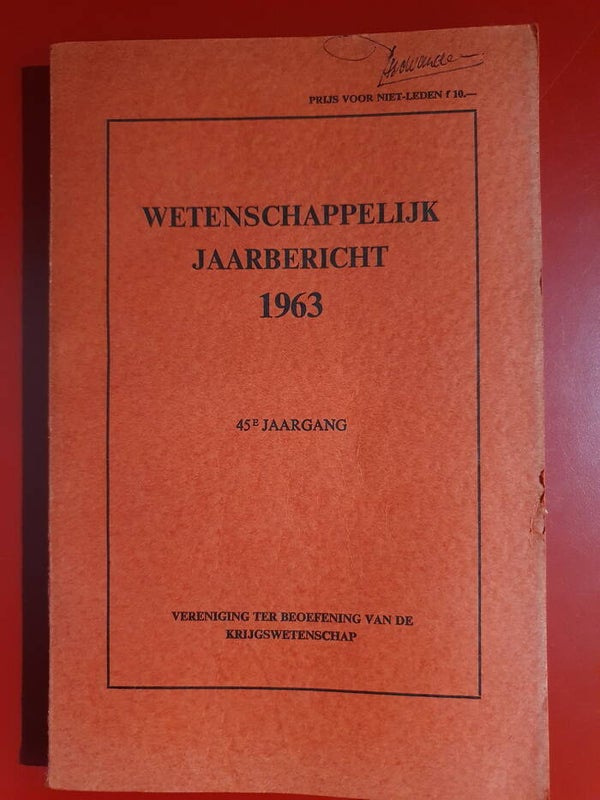 PRIJS VOOR NIET-LEDEN f 10.—
WETENSCHAPPELIJK
JAARBERICHT
1963
45E JAARGANG
VERENIGING TER BEOEFENING VAN DE
KRIJGSWETENSCHAP